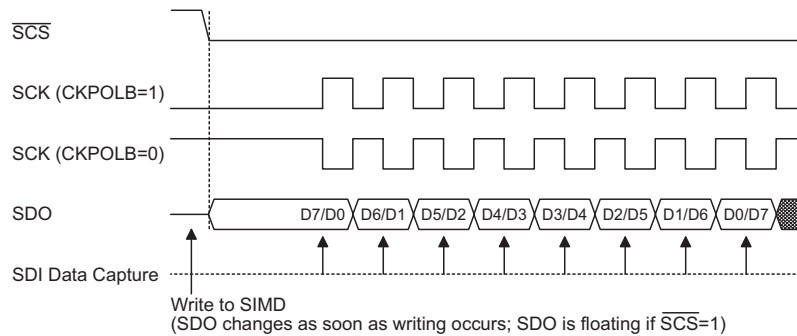 SCS
SCK (CKPOLB=1)
SCK (CKPOLB=0)
SDO
D7/D0 D6/D1 D5/D2 D4/D3 D3/D4 D2/D5 D1/D6 D0/D7
SDI Data Capture
Write to SIMD
(SDO changes as soon as writing occurs; SDO is floating if SCS=1)